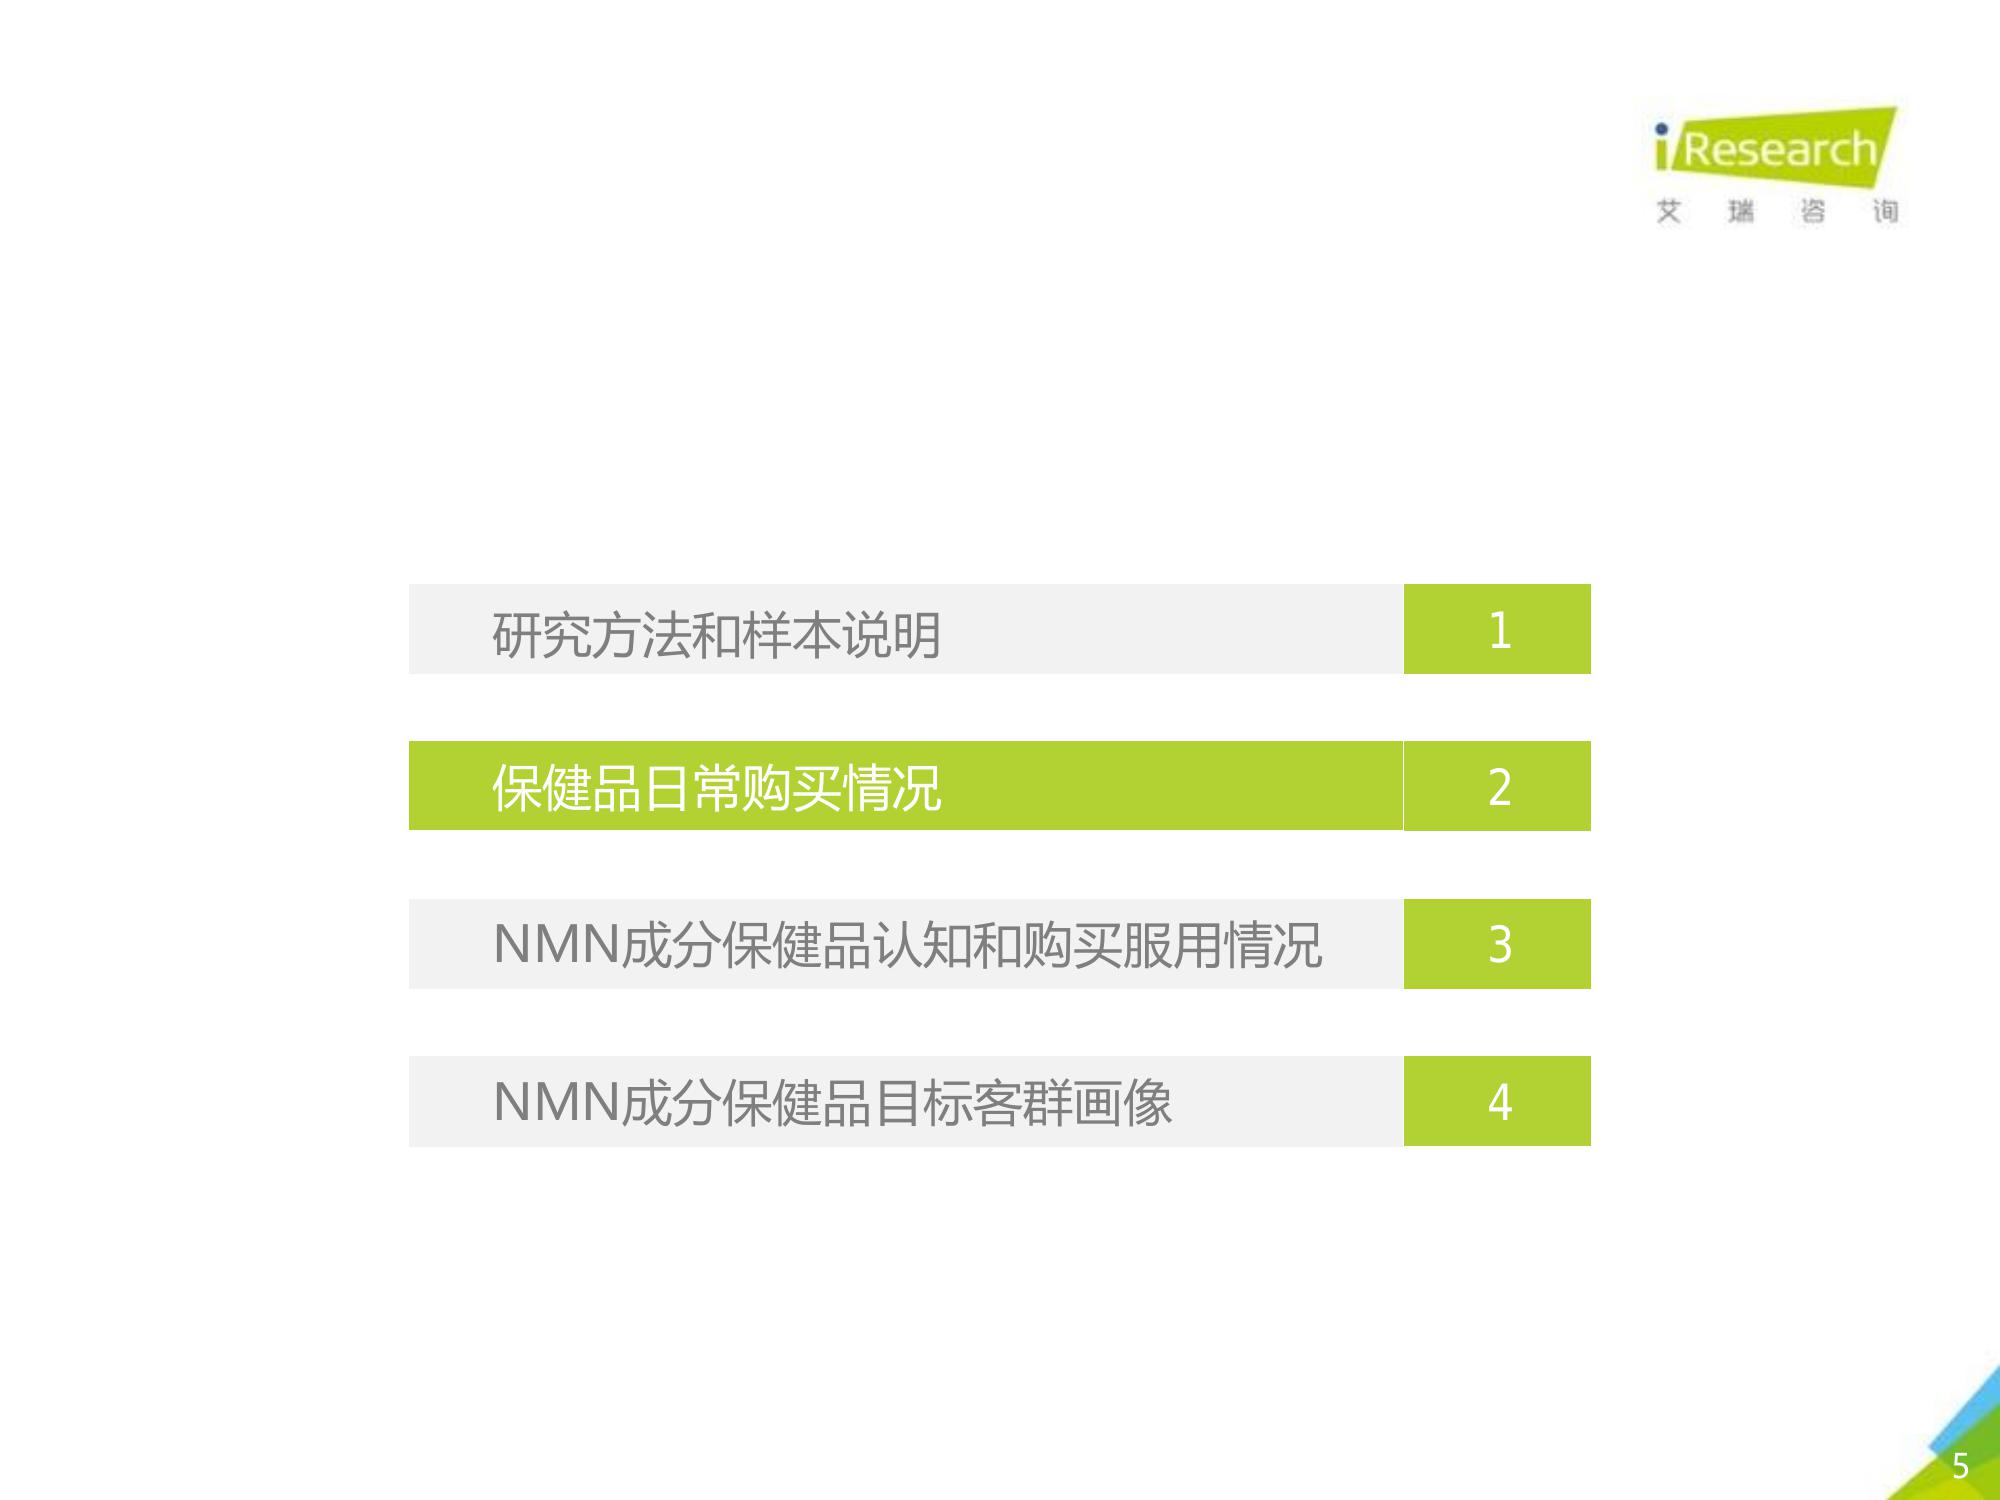 iResearch
艾瑞咨询
研究方法和样本说明 1
保健品日常购买情况 2
NMN成分保健品认知和购买服用情况 3
NMN成分保健品目标客群画像 4
5